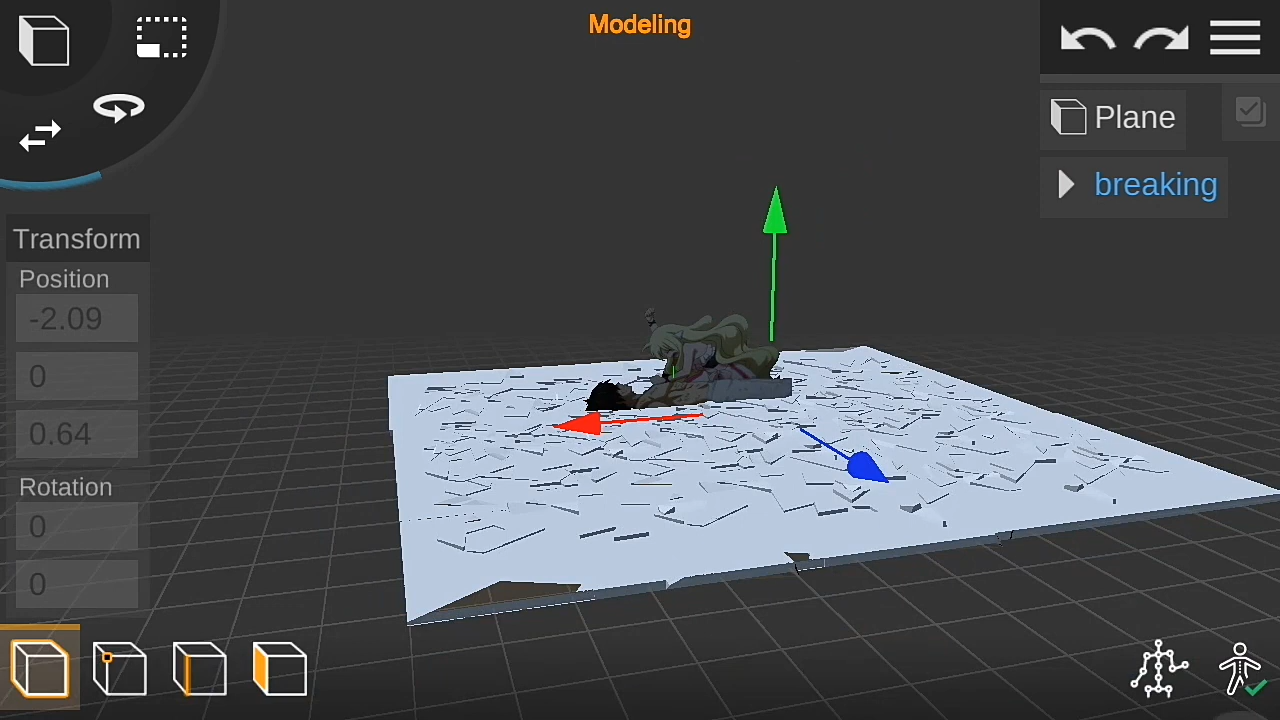 Modeling
Plane
breaking
Transform
Position
-2.09
0
0.64
Rotation
0
0